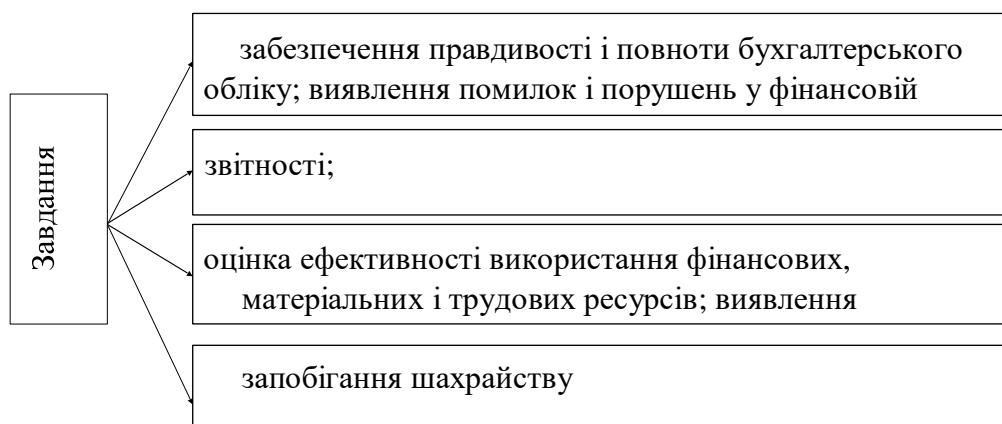 Завдання
забезпечення правдивості і повноти бухгалтерського
обліку; виявлення помилок і порушень у фінансовій
звітності;
оцінка ефективності використання фінансових,
матеріальних і трудових ресурсів; виявлення
запобігання шахрайству